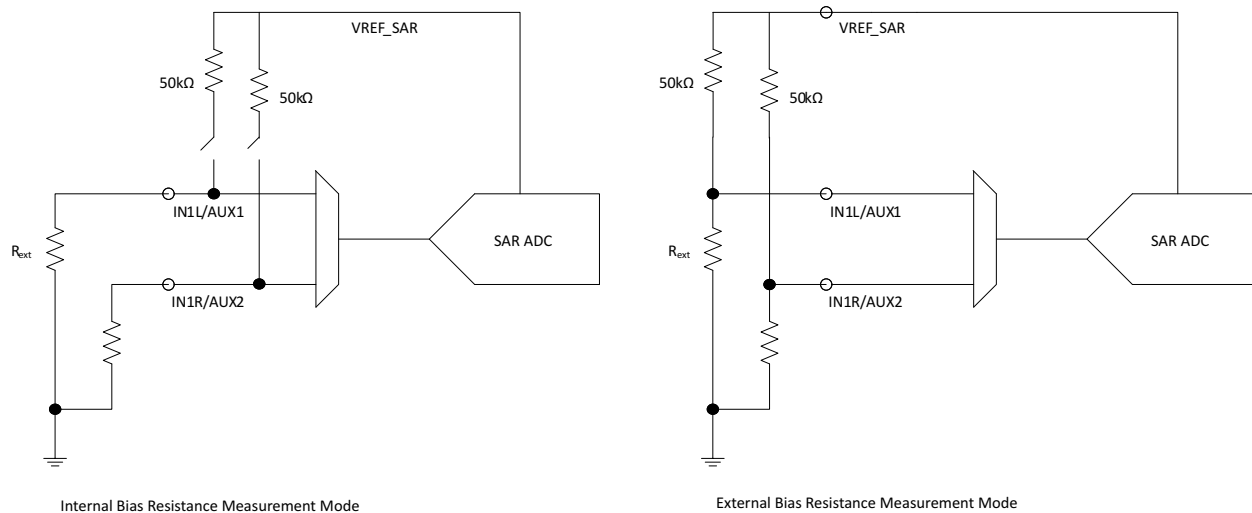 VREF_SAR
50kΩ
50kΩ
IN1L/AUX1
Rext
SAR ADC
IN1R/AUX2
Internal Bias Resistance Measurement Mode
VREF_SAR
50kΩ
50kΩ
IN1L/AUX1
Rext
SAR ADC
IN1R/AUX2
External Bias Resistance Measurement Mode